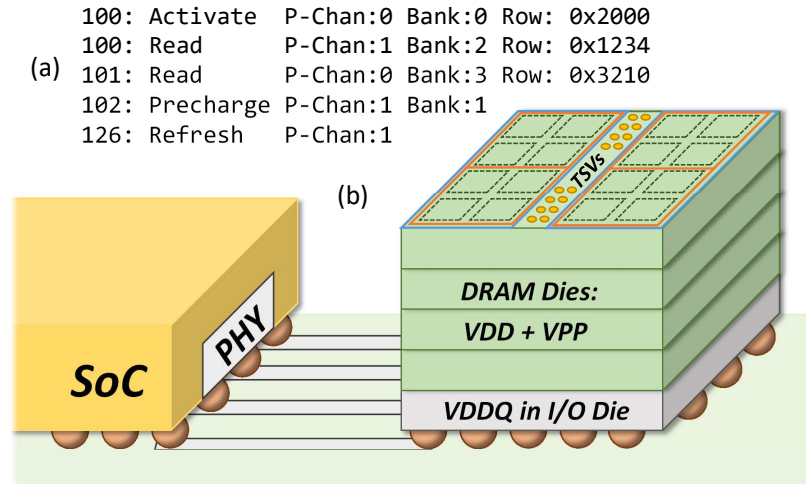 (a)
100: Activate P-Chan:0 Bank:0 Row: 0x2000
100: Read P-Chan:1 Bank:2 Row: 0x1234
101: Read P-Chan:0 Bank:3 Row: 0x3210
102: Precharge P-Chan:1 Bank:1
126: Refresh P-Chan:1
(b)
TSVs
DRAM Dies:
VDD + VPP
VDDQ in I/O Die
PHY
SoC